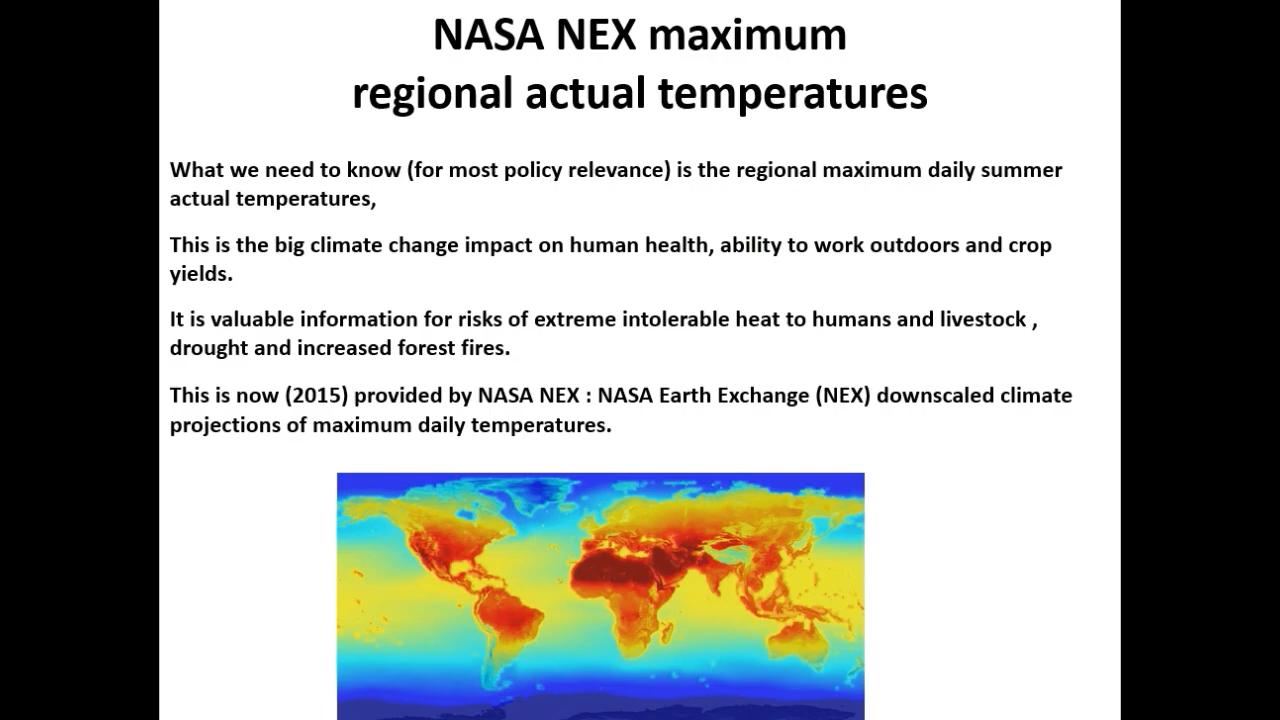 NASA NEX maximum
regional actual temperatures
What we need to know (for most policy relevance) is the regional maximum daily summer
actual temperatures,
This is the big climate change impact on human health, ability to work outdoors and crop
yields.
It is valuable information for risks of extreme intolerable heat to humans and livestock ,
drought and increased forest fires.
This is now (2015) provided by NASA NEX : NASA Earth Exchange (NEX) downscaled climate
projections of maximum daily temperatures.